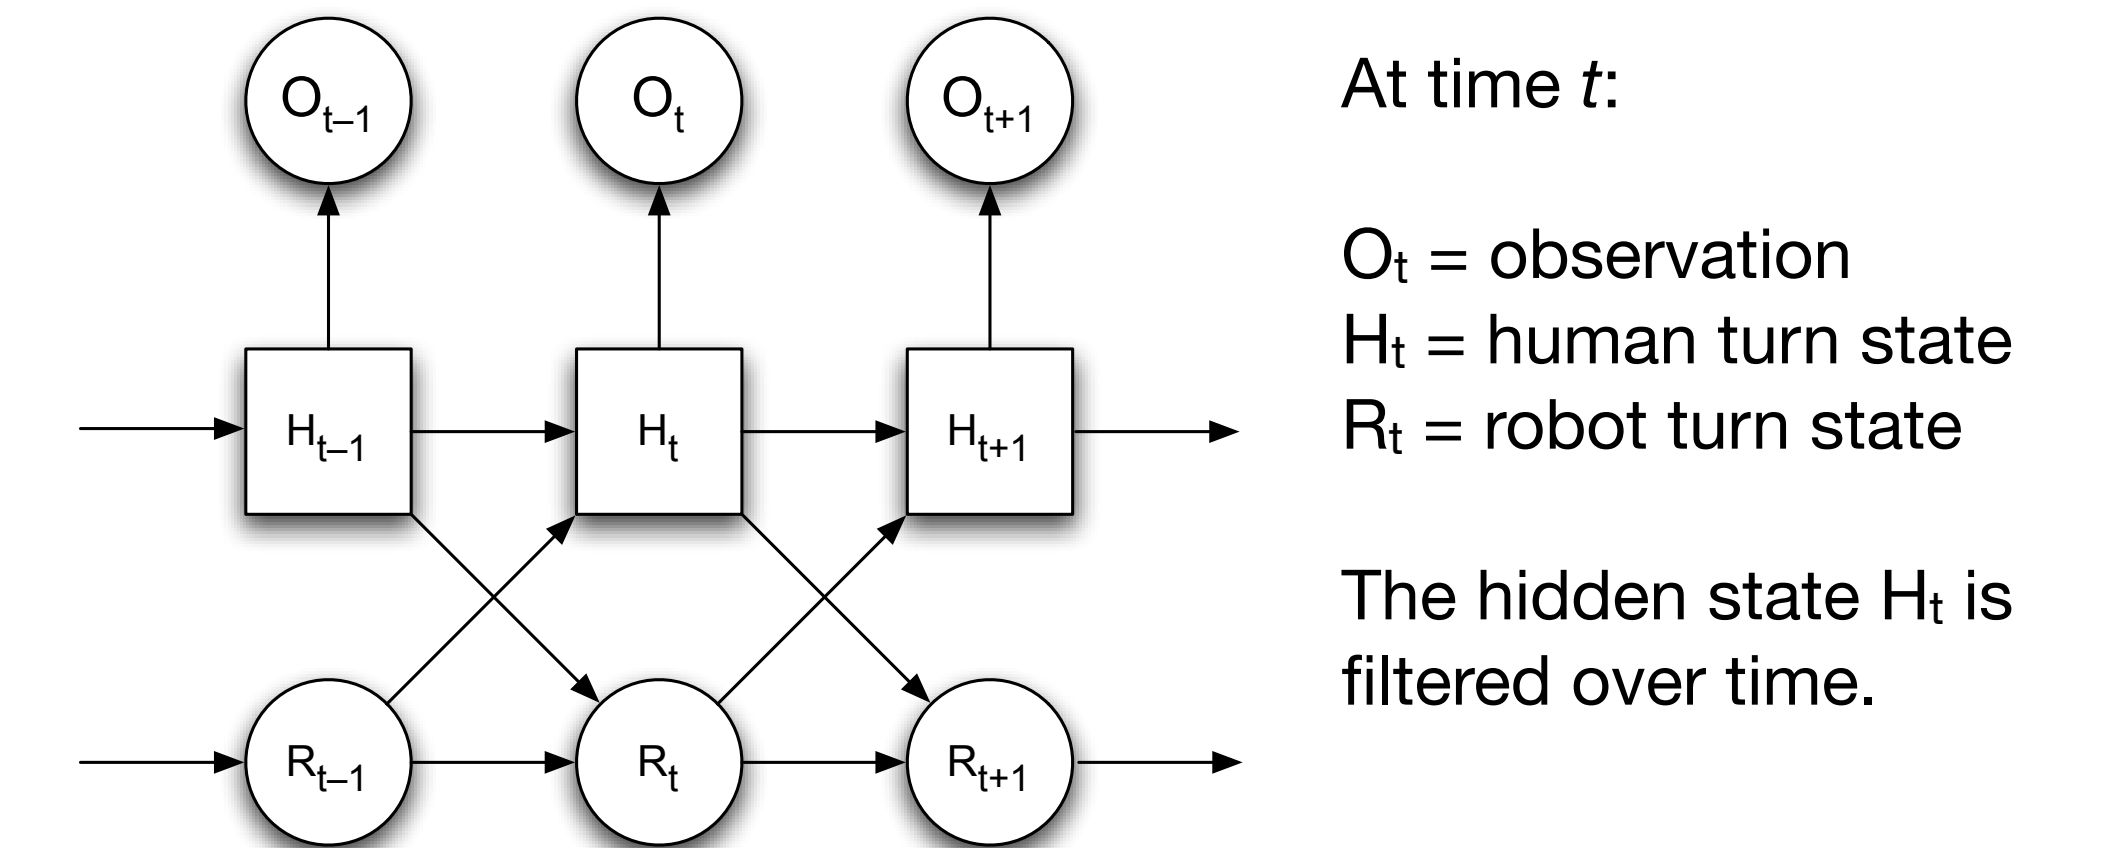 O_{t–1}
O_t
O_{t+1}
H_{t–1}
H_t
H_{t+1}
R_{t–1}
R_t
R_{t+1}
At time t:
O_t = observation
H_t = human turn state
R_t = robot turn state
The hidden state H_t is
filtered over time.